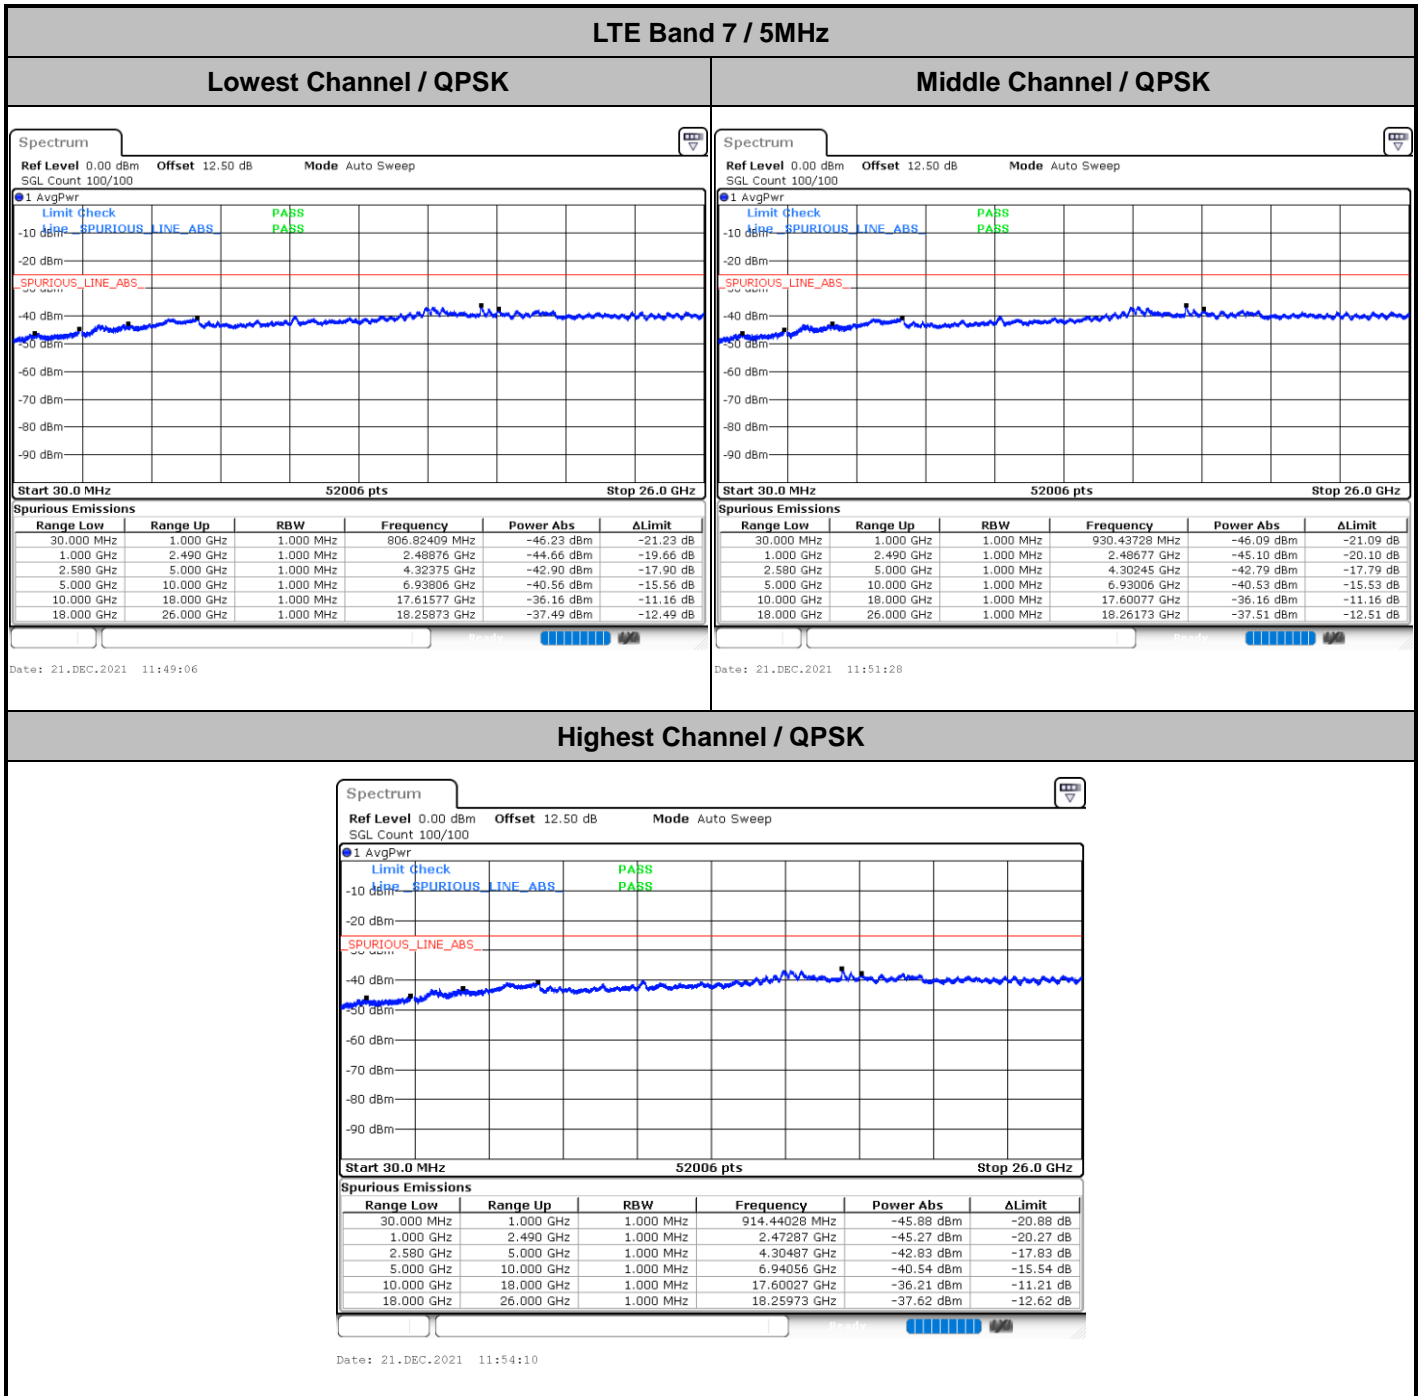 LTE Band 7 / 5MHz
Lowest Channel / QPSK
Middle Channel / QPSK
Spectrum
Ref Level 0.00 dBm Offset 12.50 dB Mode Auto Sweep
SGL Count 100/100
1 AvgPwr
Limit Check PASS
Line _SPURIOUS_LINE_ABS_ PASS
-10 dBm
-20 dBm
_SPURIOUS_LINE_ABS_
-30 dBm
-40 dBm
-50 dBm
-60 dBm
-70 dBm
-80 dBm
-90 dBm
Start 30.0 MHz 52006 pts Stop 26.0 GHz
Spurious Emissions
Range Low Range Up RBW Frequency Power Abs ΔLimit
30.000 MHz 1.000 GHz 1.000 MHz 806.82409 MHz -46.23 dBm -21.23 dB
1.000 GHz 2.490 GHz 1.000 MHz 2.48876 GHz -44.66 dBm -19.66 dB
2.580 GHz 5.000 GHz 1.000 MHz 4.32375 GHz -42.90 dBm -17.90 dB
5.000 GHz 10.000 GHz 1.000 MHz 6.93806 GHz -40.56 dBm -15.56 dB
10.000 GHz 18.000 GHz 1.000 MHz 17.61577 GHz -36.16 dBm -11.16 dB
18.000 GHz 26.000 GHz 1.000 MHz 18.25873 GHz -37.49 dBm -12.49 dB
Ready
Date: 21.DEC.2021 11:49:06
Spectrum
Ref Level 0.00 dBm Offset 12.50 dB Mode Auto Sweep
SGL Count 100/100
1 AvgPwr
Limit Check PASS
Line _SPURIOUS_LINE_ABS_ PASS
-10 dBm
-20 dBm
_SPURIOUS_LINE_ABS_
-30 dBm
-40 dBm
-50 dBm
-60 dBm
-70 dBm
-80 dBm
-90 dBm
Start 30.0 MHz 52006 pts Stop 26.0 GHz
Spurious Emissions
Range Low Range Up RBW Frequency Power Abs ΔLimit
30.000 MHz 1.000 GHz 1.000 MHz 930.43728 MHz -46.09 dBm -21.09 dB
1.000 GHz 2.490 GHz 1.000 MHz 2.48677 GHz -45.10 dBm -20.10 dB
2.580 GHz 5.000 GHz 1.000 MHz 4.30245 GHz -42.79 dBm -17.79 dB
5.000 GHz 10.000 GHz 1.000 MHz 6.93006 GHz -40.53 dBm -15.53 dB
10.000 GHz 18.000 GHz 1.000 MHz 17.60077 GHz -36.16 dBm -11.16 dB
18.000 GHz 26.000 GHz 1.000 MHz 18.26173 GHz -37.51 dBm -12.51 dB
Ready
Date: 21.DEC.2021 11:51:28
Highest Channel / QPSK
Spectrum
Ref Level 0.00 dBm Offset 12.50 dB Mode Auto Sweep
SGL Count 100/100
1 AvgPwr
Limit Check PASS
Line _SPURIOUS_LINE_ABS_ PASS
-10 dBm
-20 dBm
_SPURIOUS_LINE_ABS_
-30 dBm
-40 dBm
-50 dBm
-60 dBm
-70 dBm
-80 dBm
-90 dBm
Start 30.0 MHz 52006 pts Stop 26.0 GHz
Spurious Emissions
Range Low Range Up RBW Frequency Power Abs ΔLimit
30.000 MHz 1.000 GHz 1.000 MHz 914.44028 MHz -45.88 dBm -20.88 dB
1.000 GHz 2.490 GHz 1.000 MHz 2.47287 GHz -45.27 dBm -20.27 dB
2.580 GHz 5.000 GHz 1.000 MHz 4.30487 GHz -42.83 dBm -17.83 dB
5.000 GHz 10.000 GHz 1.000 MHz 6.94056 GHz -40.54 dBm -15.54 dB
10.000 GHz 18.000 GHz 1.000 MHz 17.60027 GHz -36.21 dBm -11.21 dB
18.000 GHz 26.000 GHz 1.000 MHz 18.25973 GHz -37.62 dBm -12.62 dB
Ready
Date: 21.DEC.2021 11:54:10